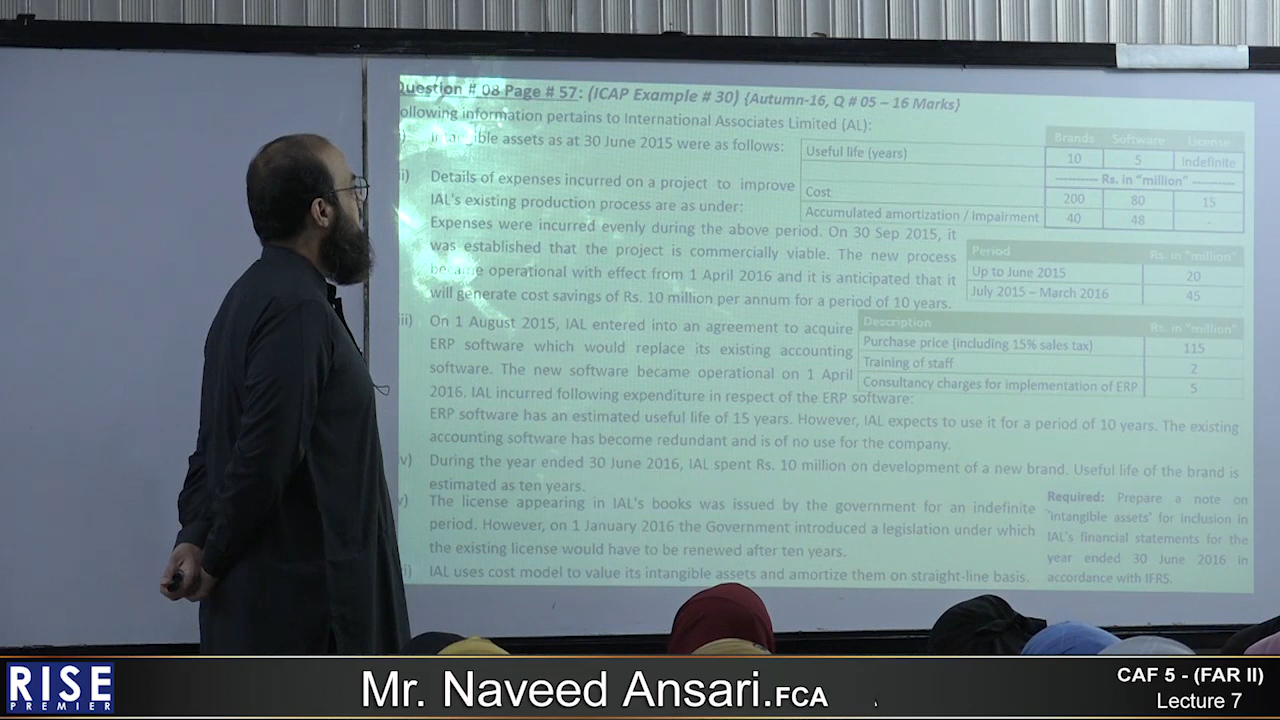 Question # 08 Page # 57: (ICAP Example # 30) {Autumn-16, Q # 05 – 16 Marks}
ollowing information pertains to International Associates Limited (AL):
) Intangible assets as at 30 June 2015 were as follows:
Brands Software License
Useful life (years) 10 5 Indefinite
---------- Rs. in "million" ----------
Cost 200 80 15
Accumulated amortization / Impairment 40 48 -
ii) Details of expenses incurred on a project to improve
IAL's existing production process are as under:
Expenses were incurred evenly during the above period. On 30 Sep 2015, it
was established that the project is commercially viable. The new process
became operational with effect from 1 April 2016 and it is anticipated that it
will generate cost savings of Rs. 10 million per annum for a period of 10 years.
Period Rs. in "million"
Up to June 2015 20
July 2015 – March 2016 45
iii) On 1 August 2015, IAL entered into an agreement to acquire
ERP software which would replace its existing accounting
software. The new software became operational on 1 April
2016. IAL incurred following expenditure in respect of the ERP software:
Description Rs. in "million"
Purchase price (including 15% sales tax) 115
Training of staff 2
Consultancy charges for implementation of ERP 5
ERP software has an estimated useful life of 15 years. However, IAL expects to use it for a period of 10 years. The existing
accounting software has become redundant and is of no use for the company.
v) During the year ended 30 June 2016, IAL spent Rs. 10 million on development of a new brand. Useful life of the brand is
estimated as ten years.
v) The license appearing in IAL's books was issued by the government for an indefinite
period. However, on 1 January 2016 the Government introduced a legislation under which
the existing license would have to be renewed after ten years.
i) IAL uses cost model to value its intangible assets and amortize them on straight-line basis.
Required: Prepare a note on
'intangible assets' for inclusion in
IAL's financial statements for the
year ended 30 June 2016 in
accordance with IFRS.
RISE
PREMIER
Mr. Naveed Ansari.FCA
CAF 5 - (FAR II)
Lecture 7